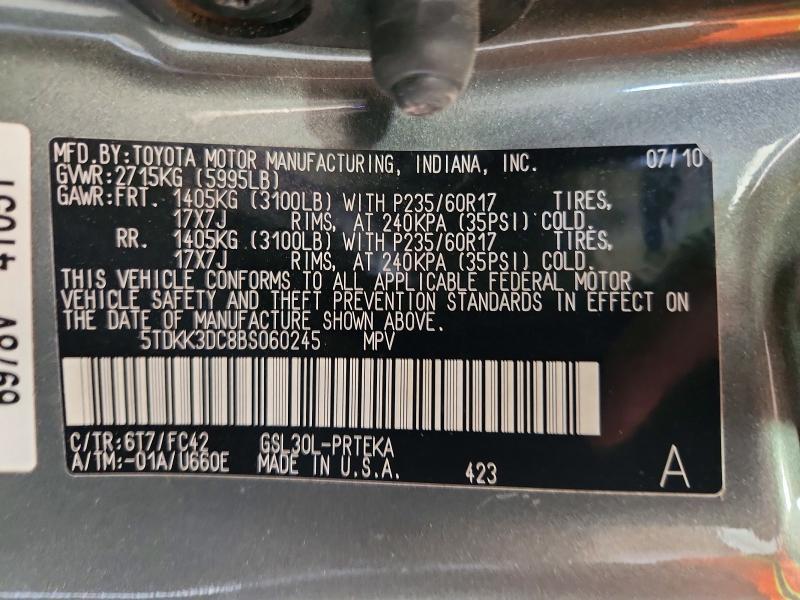 MFD.BY:TOYOTA MOTOR MANUFACTURING, INDIANA, INC. 07/10
GVWR:2715KG (5995LB)
GAWR:FRT. 1405KG (3100LB) WITH P235/60R17 TIRES,
17X7J RIMS, AT 240KPA (35PSI) COLD.
RR. 1405KG (3100LB) WITH P235/60R17 TIRES,
17X7J RIMS, AT 240KPA (35PSI) COLD.
THIS VEHICLE CONFORMS TO ALL APPLICABLE FEDERAL MOTOR
VEHICLE SAFETY AND THEFT PREVENTION STANDARDS IN EFFECT ON
THE DATE OF MANUFACTURE SHOWN ABOVE.
5TDKK3DC8BS060245 MPV
C/TR:6T7/FC42 GSL30L-PRTEKA
A/TM:-01A/U660E MADE IN U.S.A. 423 A